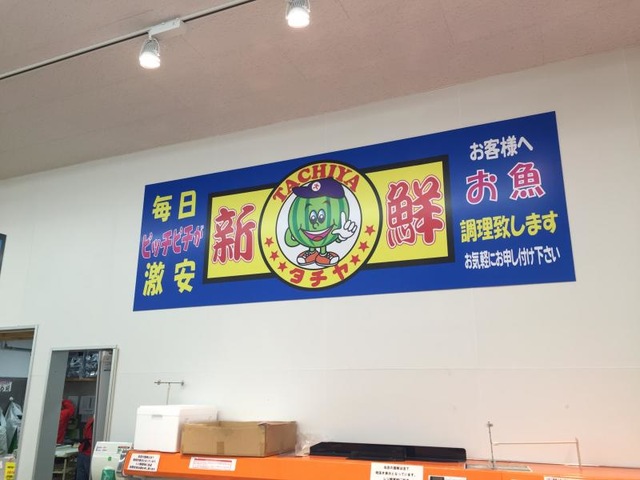 毎日
ピッチピチが
激安
新
TACHIYA
タチヤ
鮮
お客様へ
お魚
調理致します
お気軽にお申し付け下さい